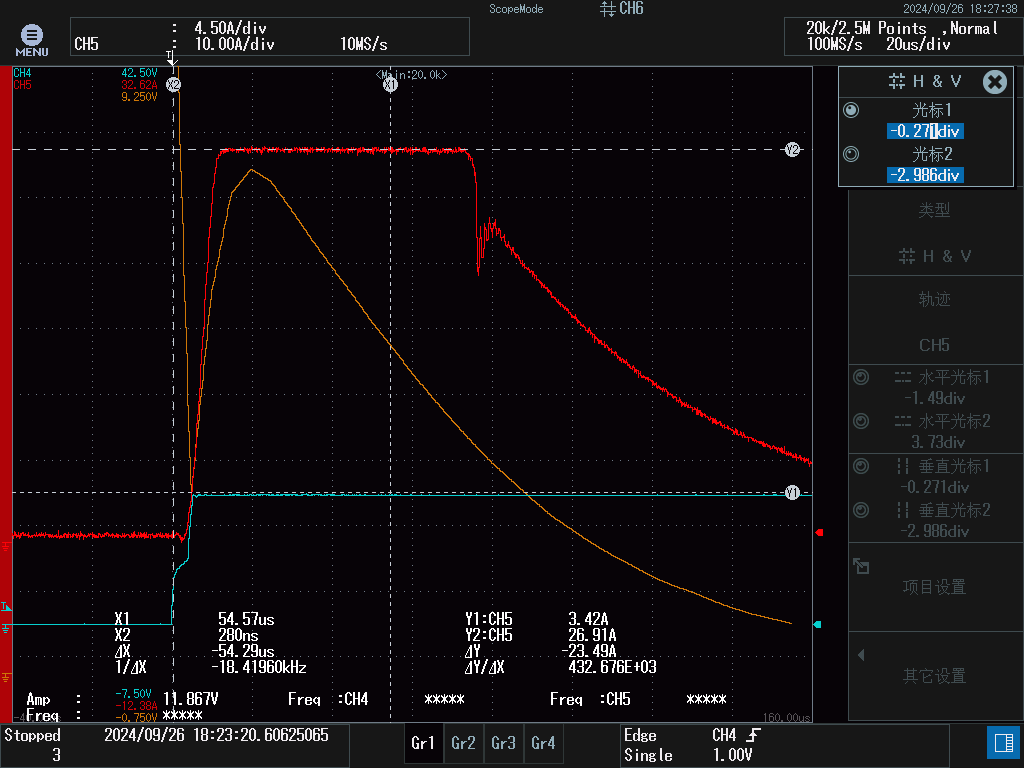 ScopeMode
CH6
2024/09/26 18:27:38
MENU
CH5
: 4.50A/div
: 10.00A/div
10MS/s
20k/2.5M Points ,Normal
100MS/s 20us/div
T
CH4 42.50V
CH5 32.62A
9.250V
<Main:20.0k>
X2
X1
Y2
Y1
H & V
光标1
-0.271div
光标2
-2.986div
类型
H & V
轨迹
CH5
水平光标1
-1.49div
水平光标2
3.73div
垂直光标1
-0.271div
垂直光标2
-2.986div
项目设置
其它设置
X1 54.57us
X2 280ns
ΔX -54.29us
1/ΔX -18.41960kHz
Y1:CH5 3.42A
Y2:CH5 26.91A
ΔY -23.49A
ΔY/ΔX 432.676E+03
-7.50V
-12.38A
-0.750V
Amp : 11.867V
Freq : *****
Freq :CH4 *****
Freq :CH5 *****
160.00us
Stopped
3
2024/09/26 18:23:20.60625065
Gr1 Gr2 Gr3 Gr4
Edge CH4
Single 1.00V